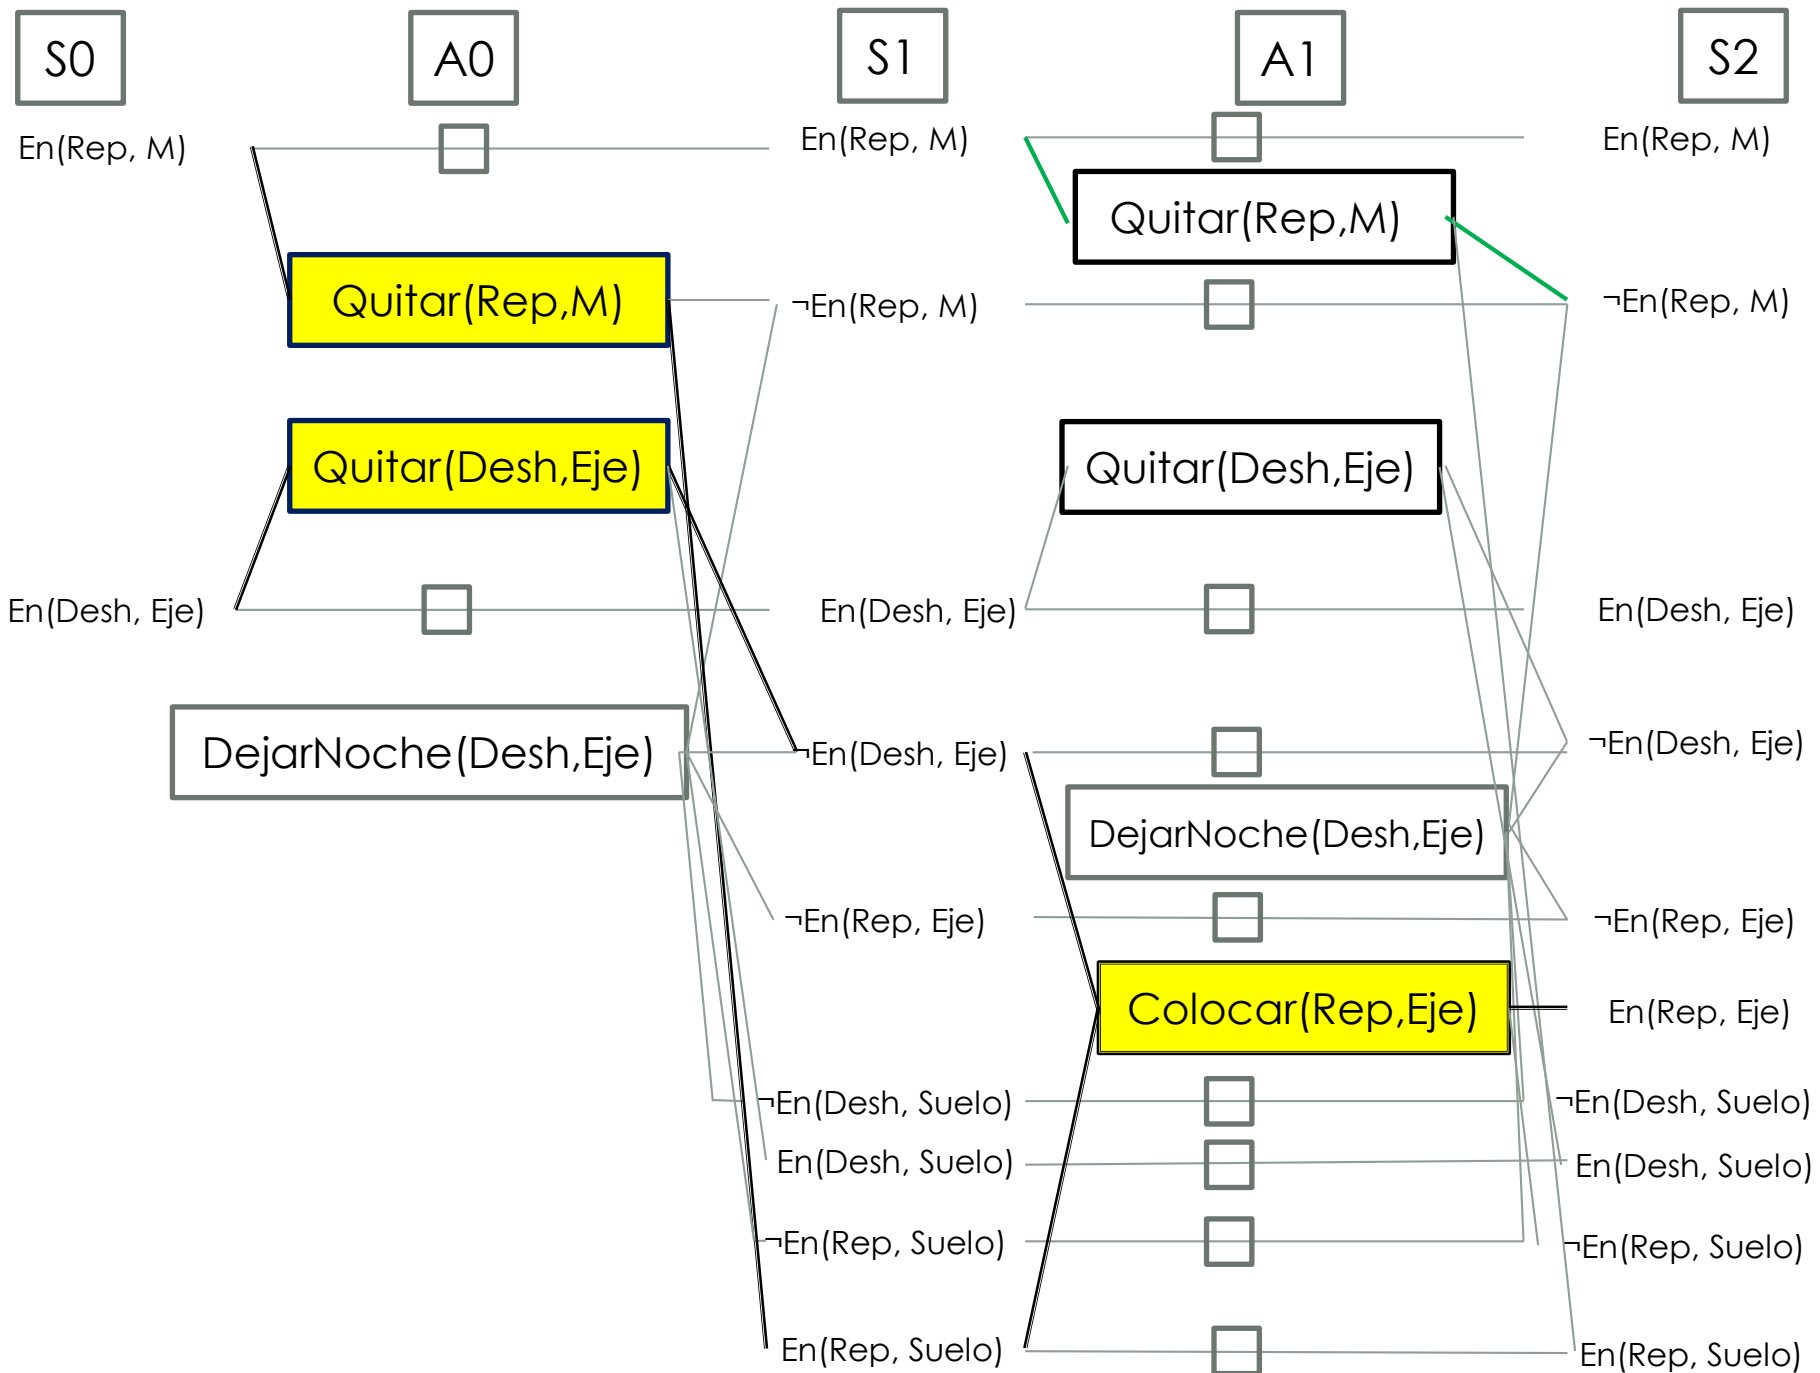 S0
A0
S1
A1
S2
En(Rep, M)
En(Rep, M)
En(Rep, M)
Quitar(Rep,M)
Quitar(Rep,M)
¬En(Rep, M)
¬En(Rep, M)
Quitar(Desh,Eje)
Quitar(Desh,Eje)
En(Desh, Eje)
En(Desh, Eje)
En(Desh, Eje)
DejarNoche(Desh,Eje)
¬En(Desh, Eje)
¬En(Desh, Eje)
DejarNoche(Desh,Eje)
¬En(Rep, Eje)
¬En(Rep, Eje)
Colocar(Rep,Eje)
En(Rep, Eje)
¬En(Desh, Suelo)
¬En(Desh, Suelo)
En(Desh, Suelo)
En(Desh, Suelo)
¬En(Rep, Suelo)
¬En(Rep, Suelo)
En(Rep, Suelo)
En(Rep, Suelo)